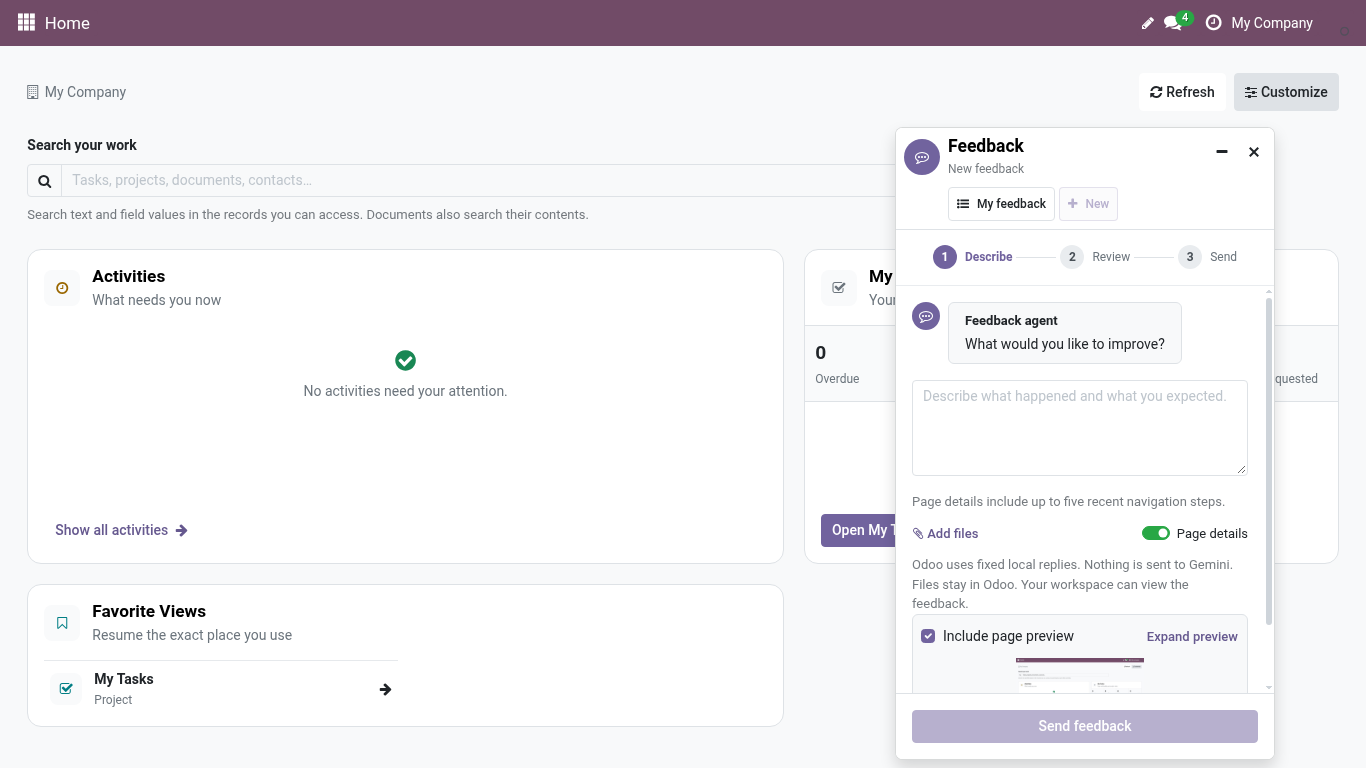 Home
4
My Company
My Company
Refresh
Customize
Search your work
Tasks, projects, documents, contacts...
Search text and field values in the records you can access. Documents also search their contents.
Activities
What needs you now
No activities need your attention.
Show all activities
My
Your
0
Overdue
quested
Open My T
Favorite Views
Resume the exact place you use
My Tasks
Project
Feedback
New feedback
My feedback
New
1 Describe
2 Review
3 Send
Feedback agent
What would you like to improve?
Describe what happened and what you expected.
Page details include up to five recent navigation steps.
Add files
Page details
Odoo uses fixed local replies. Nothing is sent to Gemini.
Files stay in Odoo. Your workspace can view the
feedback.
Include page preview
Expand preview
Send feedback